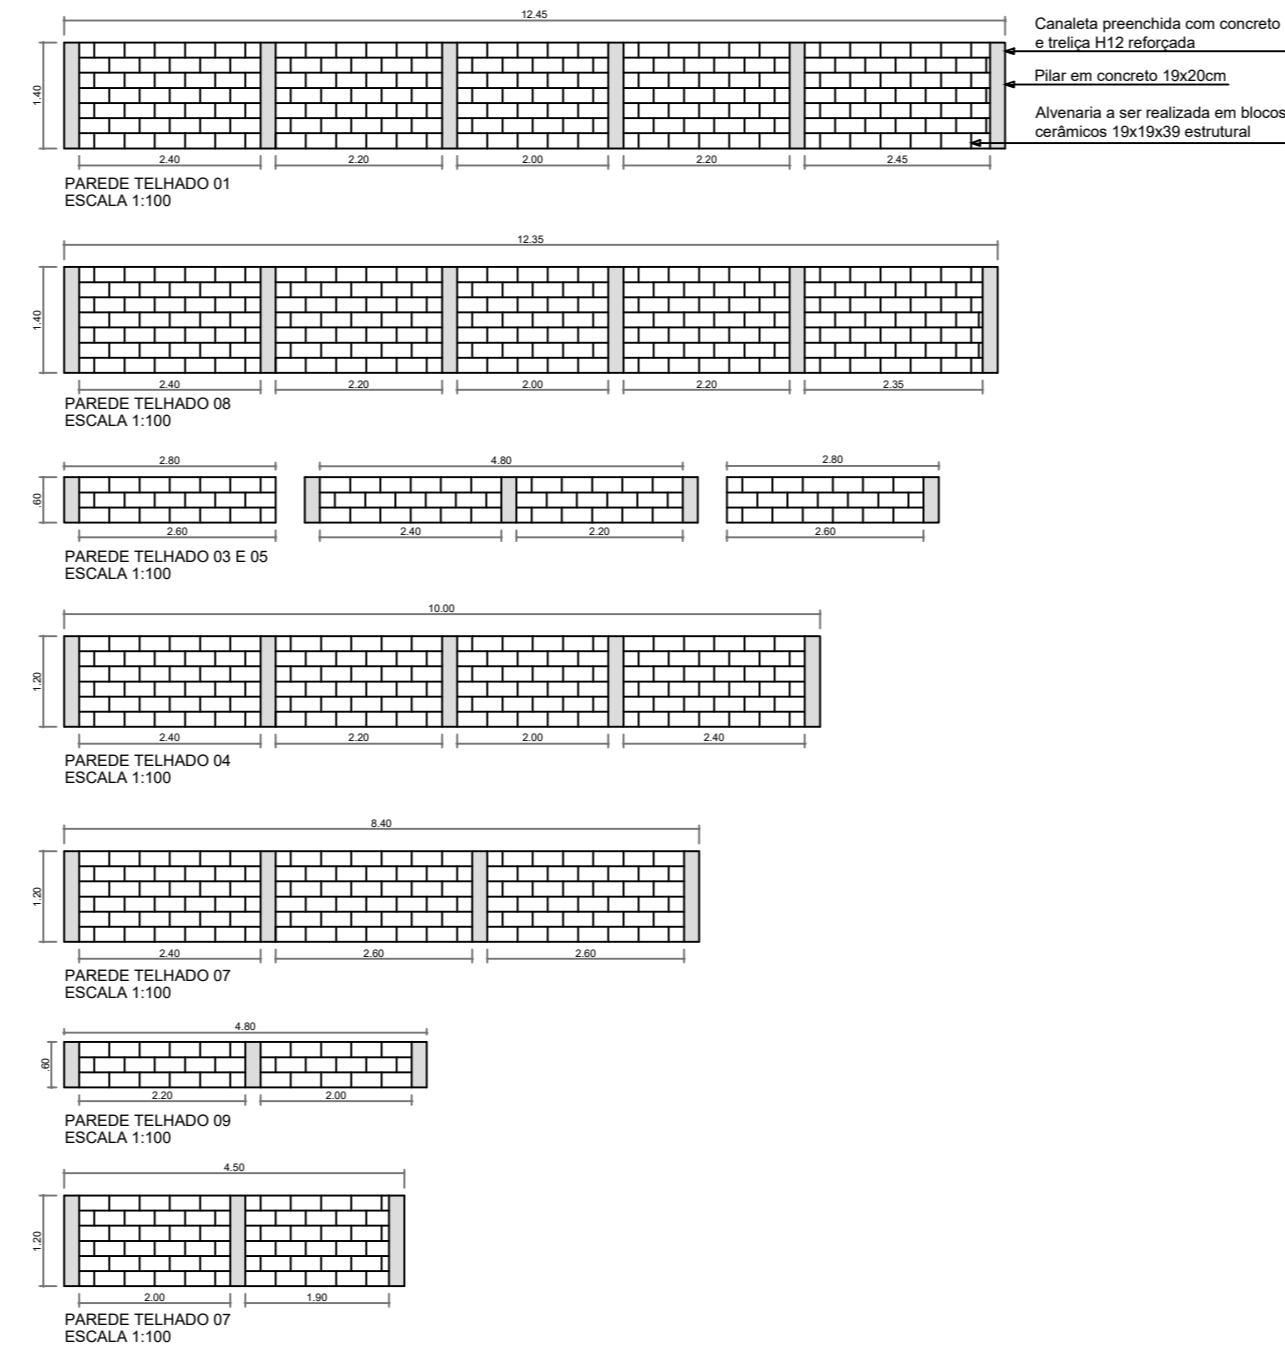 12.45
Canaleta preenchida com concreto
e treliça H12 reforçada
Pilar em concreto 19x20cm
Alvenaria a ser realizada em blocos
cerâmicos 19x19x39 estrutural
1.40
2.40 2.20 2.00 2.20 2.45
PAREDE TELHADO 01
ESCALA 1:100
12.35
1.40
2.40 2.20 2.00 2.20 2.35
PAREDE TELHADO 08
ESCALA 1:100
2.80 4.80 2.80
.60
2.60 2.40 2.20 2.60
PAREDE TELHADO 03 E 05
ESCALA 1:100
10.00
1.20
2.40 2.20 2.00 2.40
PAREDE TELHADO 04
ESCALA 1:100
8.40
1.20
2.40 2.60 2.60
PAREDE TELHADO 07
ESCALA 1:100
4.80
.60
2.20 2.00
PAREDE TELHADO 09
ESCALA 1:100
4.50
1.20
2.00 1.90
PAREDE TELHADO 07
ESCALA 1:100